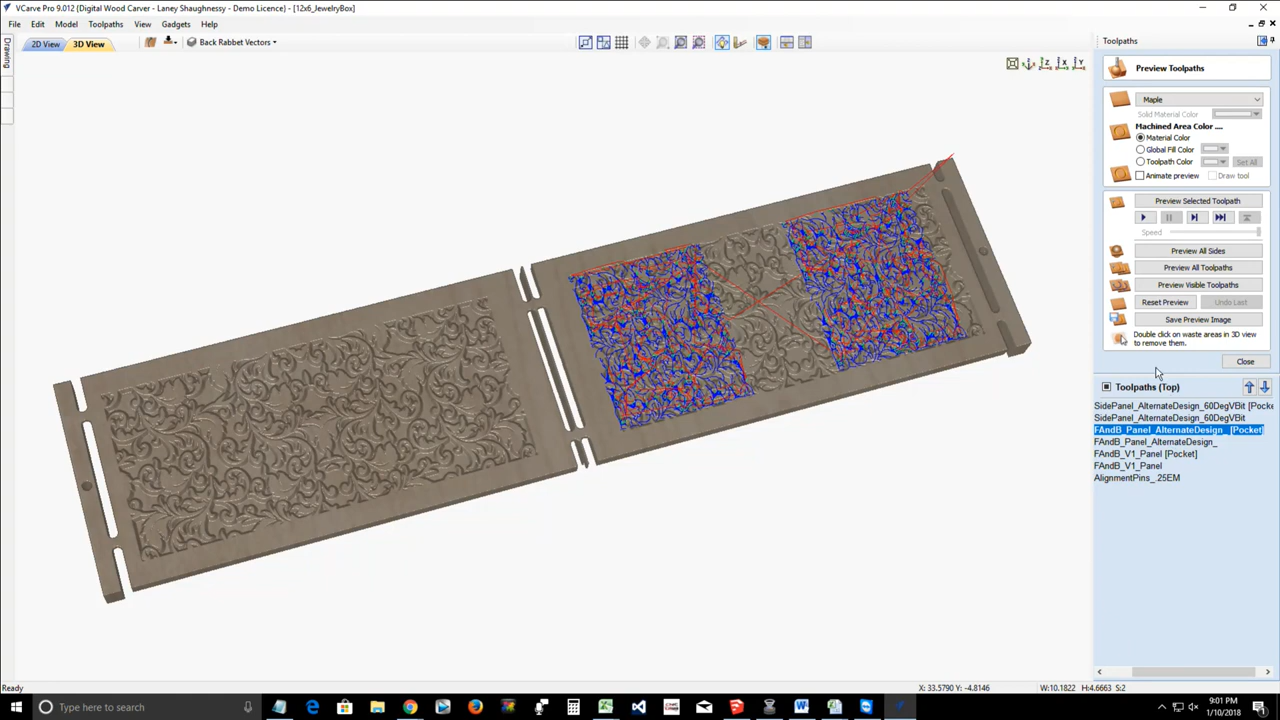 VCarve Pro 9.012 {Digital Wood Carver - Laney Shaughnessy - Demo Licence} - [12x6_JewelryBox]
File Edit Model Toolpaths View Gadgets Help
2D View 3D View Back Rabbet Vectors
Drawing
Z X Y
Toolpaths
Preview Toolpaths
Maple
Solid Material Color
Machined Area Color ....
Material Color
Global Fill Color
Toolpath Color Set All
Animate preview Draw tool
Preview Selected Toolpath
Speed
Preview All Sides
Preview All Toolpaths
Preview Visible Toolpaths
Reset Preview Undo Last
Save Preview Image
Double click on waste areas in 3D view
to remove them.
Close
Toolpaths (Top)
SidePanel_AlternateDesign_60DegVBit [Pocke
SidePanel_AlternateDesign_60DegVBit
FAndB_Panel_AlternateDesign_ [Pocket]
FAndB_Panel_AlternateDesign_
FAndB_V1_Panel [Pocket]
FAndB_V1_Panel
AlignmentPins_.25EM
Ready X: 33.5790 Y: -4.8146 W:10.1822 H:4.6663 S:2
Type here to search
9:01 PM
1/10/2018